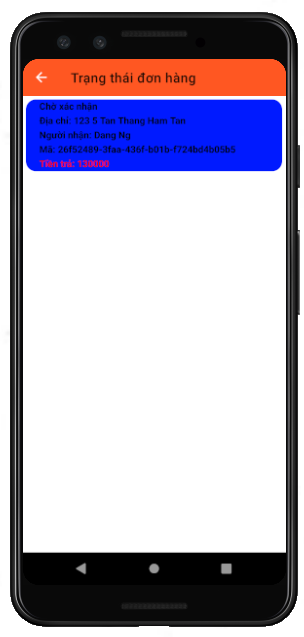 Trạng thái đơn hàng
Chờ xác nhận
Địa chỉ: 123 5 Tan Thang Ham Tan
Người nhận: Dang Ng
Mã: 26f52489-3faa-436f-b01b-f724bd4b05b5
Tiền trả: 130000